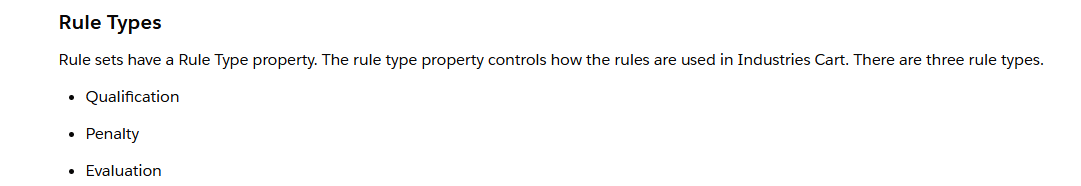 Rule Types
Rule sets have a Rule Type property. The rule type property controls how the rules are used in Industries Cart. There are three rule types.
• Qualification
• Penalty
• Evaluation